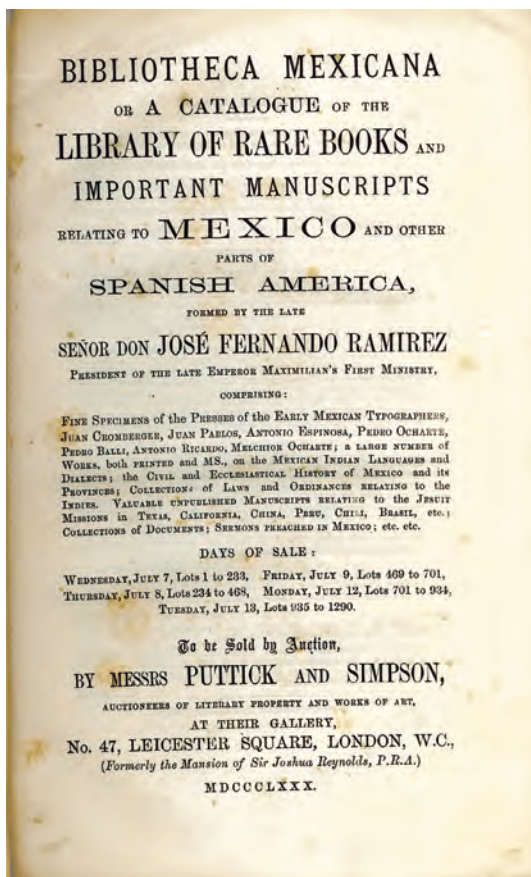 BIBLIOTHECA MEXICANA
OR A CATALOGUE OF THE
LIBRARY OF RARE BOOKS AND
IMPORTANT MANUSCRIPTS
RELATING TO MEXICO AND OTHER
PARTS OF
SPANISH AMERICA,
FORMED BY THE LATE
SEÑOR DON JOSÉ FERNANDO RAMIREZ
PRESIDENT OF THE LATE EMPEROR MAXIMILIAN'S FIRST MINISTRY,
COMPRISING:
FINE SPECIMENS of the PRESSES of the EARLY MEXICAN TYPOGRAPHERS,
JUAN CROMBERGER, JUAN PABLOS, ANTONIO ESPINOSA, PEDRO OCHARTE,
PEDRO BALLI, ANTONIO RICARDO, MELCHIOR OCHARTE; A LARGE NUMBER OF
WORKS, both PRINTED and MS., on the MEXICAN INDIAN LANGUAGES AND
DIALECTS; the CIVIL and ECCLESIASTICAL HISTORY OF MEXICO and its
PROVINCES; COLLECTIONS of LAWS and ORDINANCES RELATING to the
INDIES. VALUABLE UNPUBLISHED MANUSCRIPTS RELATING to the JESUIT
MISSIONS in TEXAS, CALIFORNIA, CHINA, PERU, CHILI, BRASIL, etc.;
COLLECTIONS OF DOCUMENTS; SERMONS PREACHED IN MEXICO; etc. etc.
DAYS OF SALE:
WEDNESDAY, JULY 7, Lots 1 to 233, FRIDAY, JULY 9, Lots 469 to 701,
THURSDAY, JULY 8, Lots 234 to 468, MONDAY, JULY 12, Lots 701 to 934,
TUESDAY, JULY 13, Lots 935 to 1290.
To be Sold by Auction,
BY MESSRS PUTTICK AND SIMPSON,
AUCTIONEERS OF LITERARY PROPERTY AND WORKS OF ART,
AT THEIR GALLERY,
No. 47, LEICESTER SQUARE, LONDON, W.C.,
(Formerly the Mansion of Sir Joshua Reynolds, P.R.A.)
MDCCCLXXX.